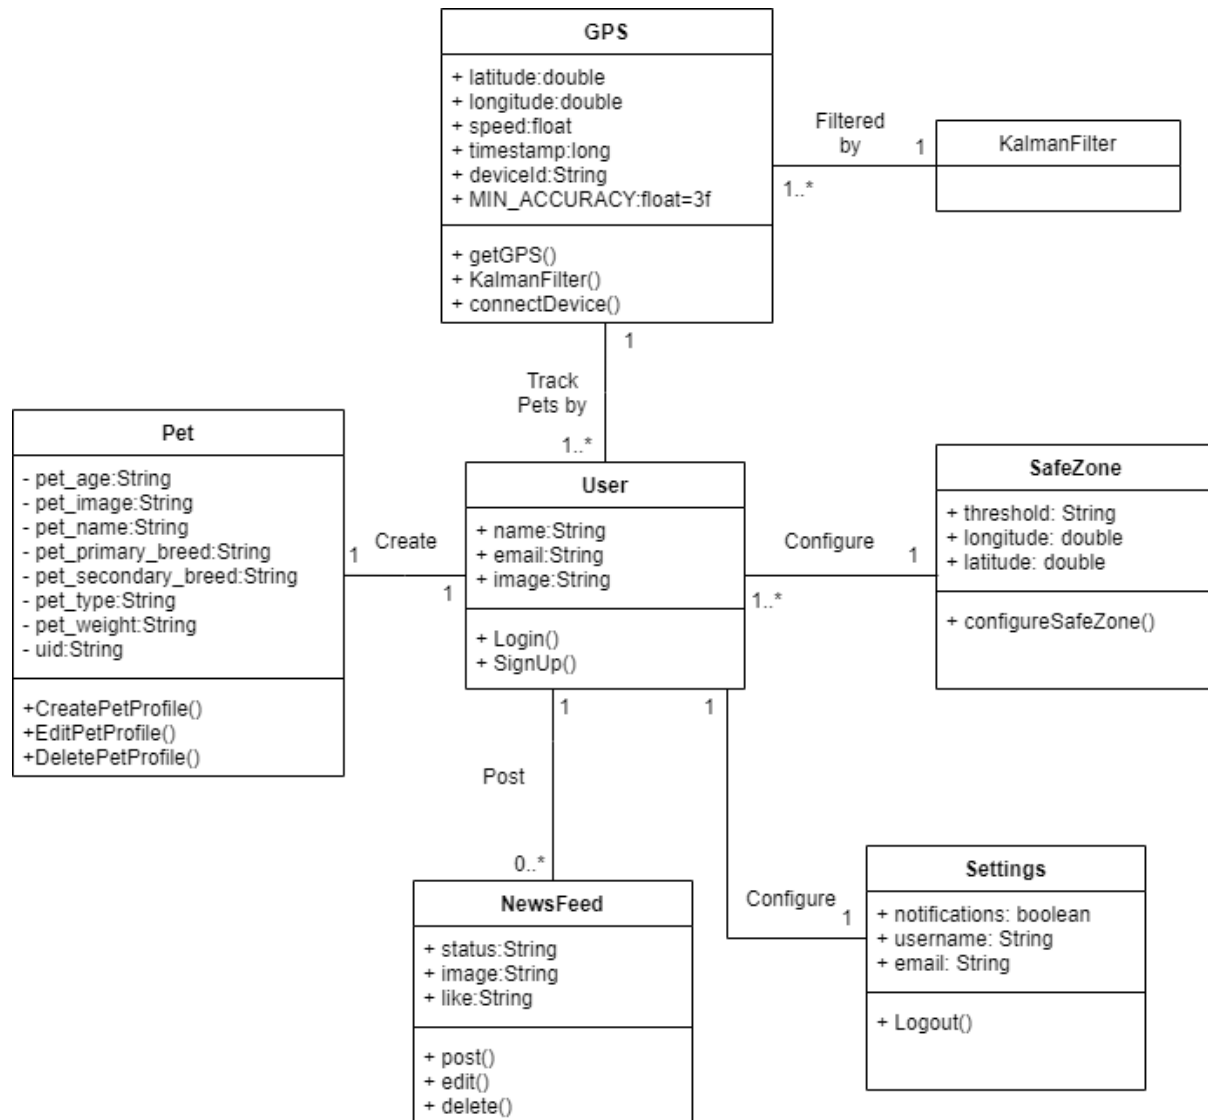 GPS
+ latitude:double
+ longitude:double
+ speed:float
+ timestamp:long
+ deviceId:String
+ MIN_ACCURACY:float=3f
+ getGPS()
+ KalmanFilter()
+ connectDevice()
Filtered
by
1
1..*
KalmanFilter
1
Track
Pets by
1..*
Pet
- pet_age:String
- pet_image:String
- pet_name:String
- pet_primary_breed:String
- pet_secondary_breed:String
- pet_type:String
- pet_weight:String
- uid:String
+CreatePetProfile()
+EditPetProfile()
+DeletePetProfile()
1
Create
1
User
+ name:String
+ email:String
+ image:String
+ Login()
+ SignUp()
Configure
1
1..*
SafeZone
+ threshold: String
+ longitude: double
+ latitude: double
+ configureSafeZone()
1
1
Post
0..*
NewsFeed
+ status:String
+ image:String
+ like:String
+ post()
+ edit()
+ delete()
Configure
1
Settings
+ notifications: boolean
+ username: String
+ email: String
+ Logout()